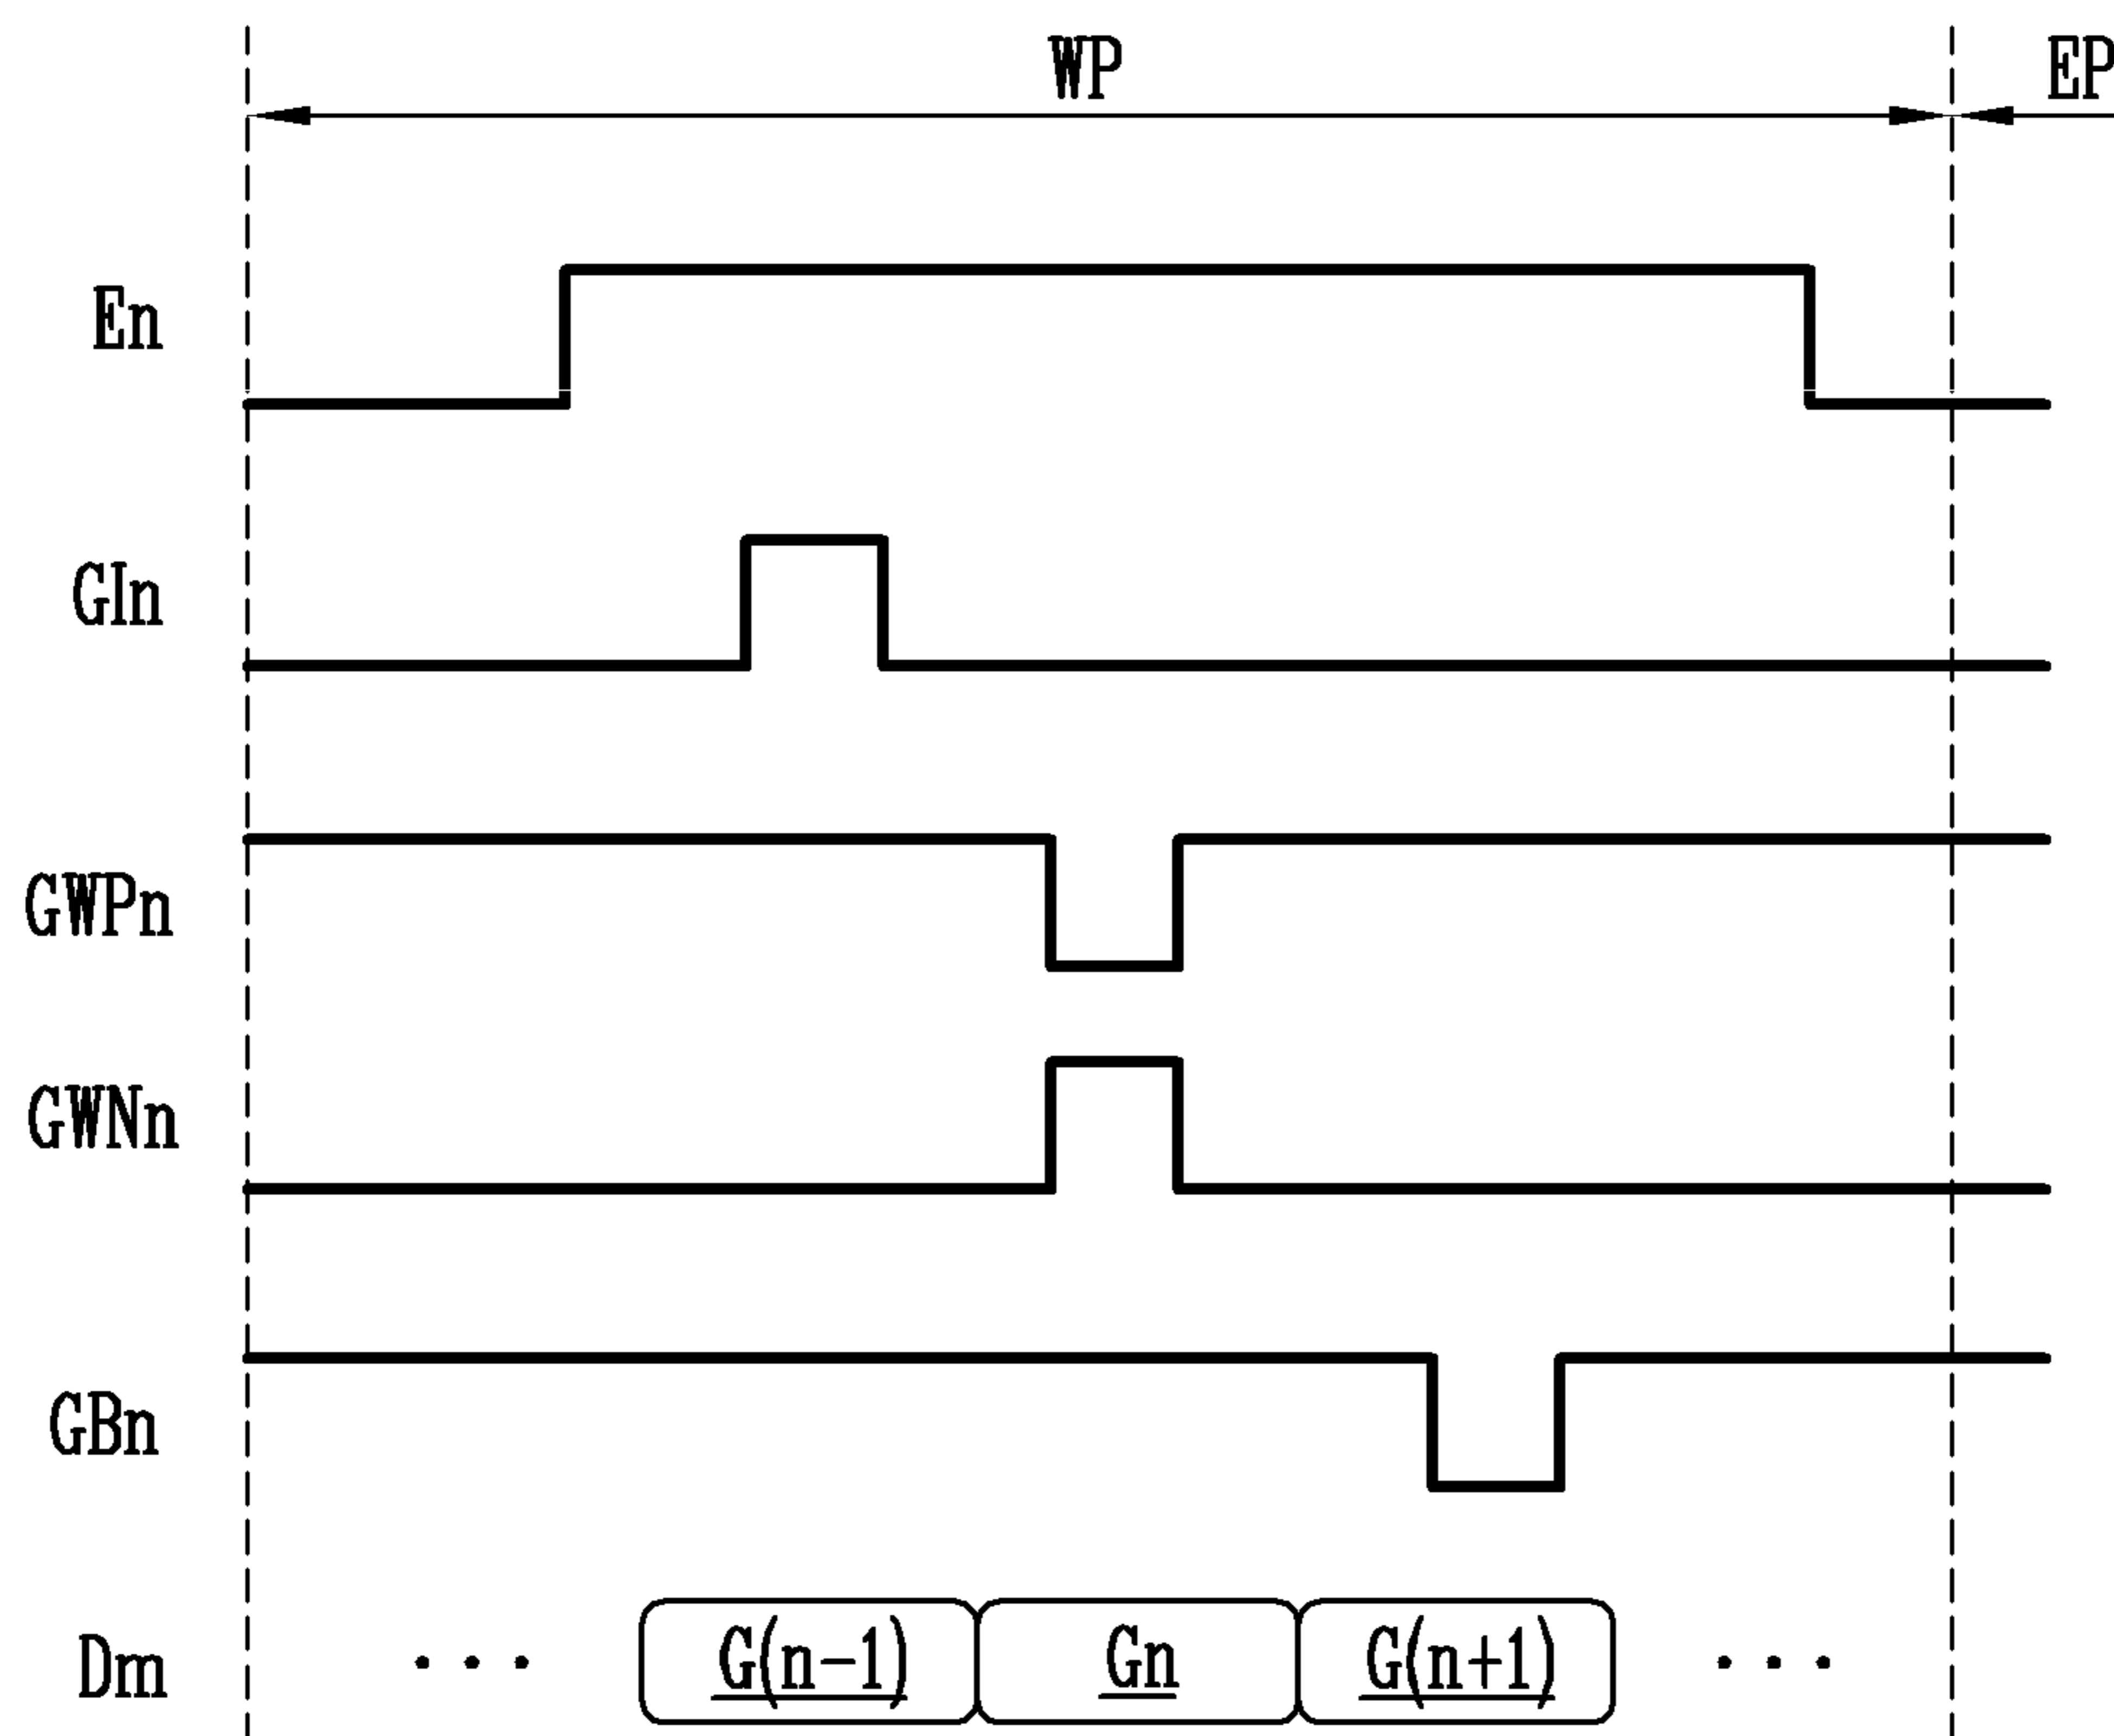 WP EP
En
GIn
GWPn
GWNn
GBn
Dm ··· G(n-1) Gn G(n+1) ···